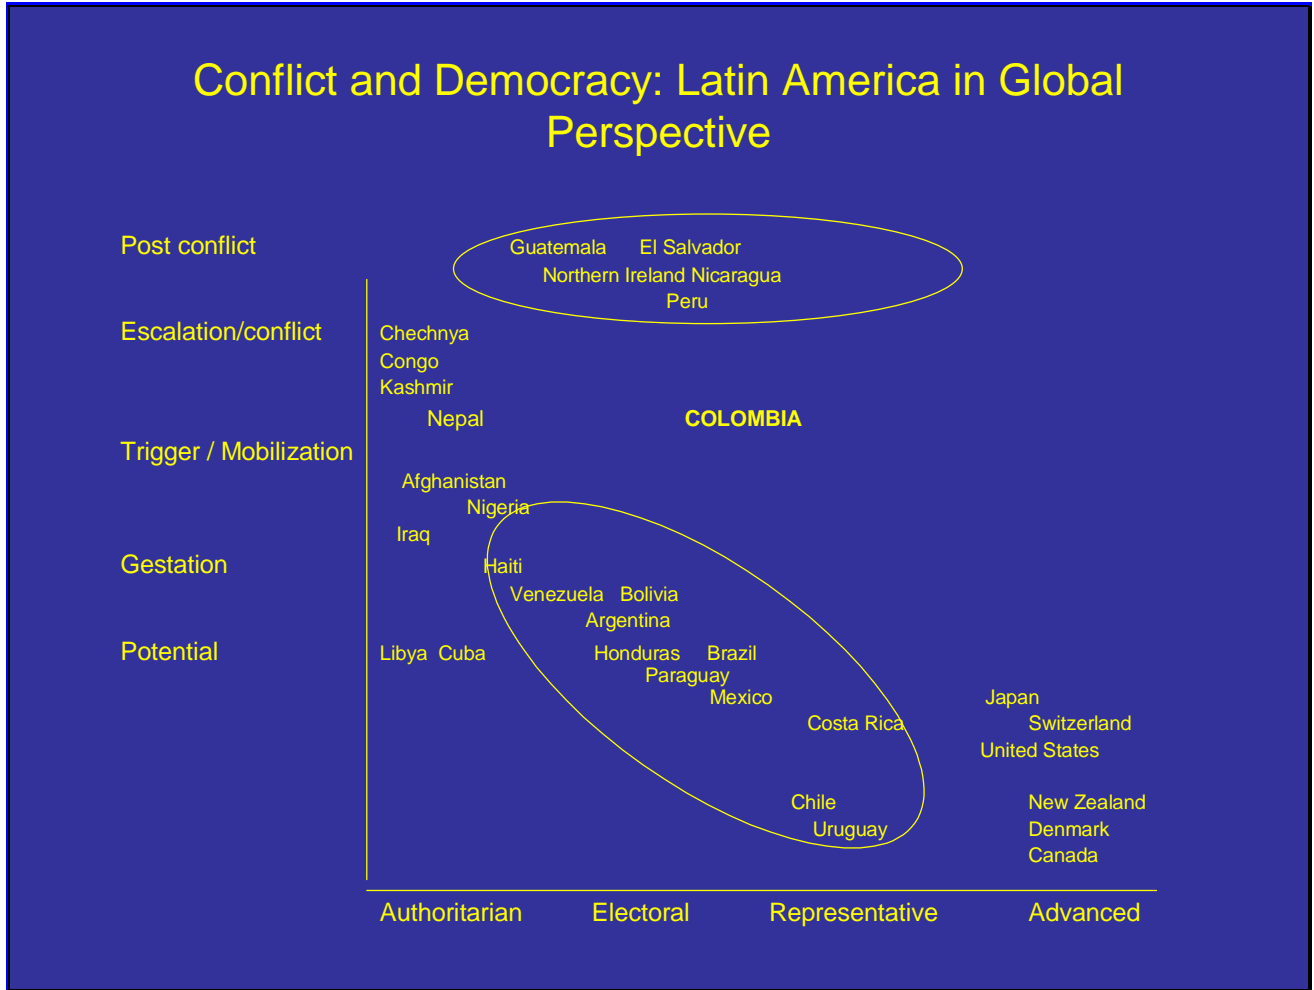 Conflict and Democracy: Latin America in Global
Perspective
Post conflict
Guatemala El Salvador
Northern Ireland Nicaragua
Peru
Escalation/conflict
Chechnya
Congo
Kashmir
Nepal COLOMBIA
Trigger / Mobilization
Afghanistan
Nigeria
Iraq
Gestation
Haiti
Venezuela Bolivia
Argentina
Potential
Libya Cuba Honduras Brazil
Paraguay
Mexico Japan
Costa Rica Switzerland
United States
Chile New Zealand
Uruguay Denmark
Canada
Authoritarian Electoral Representative Advanced